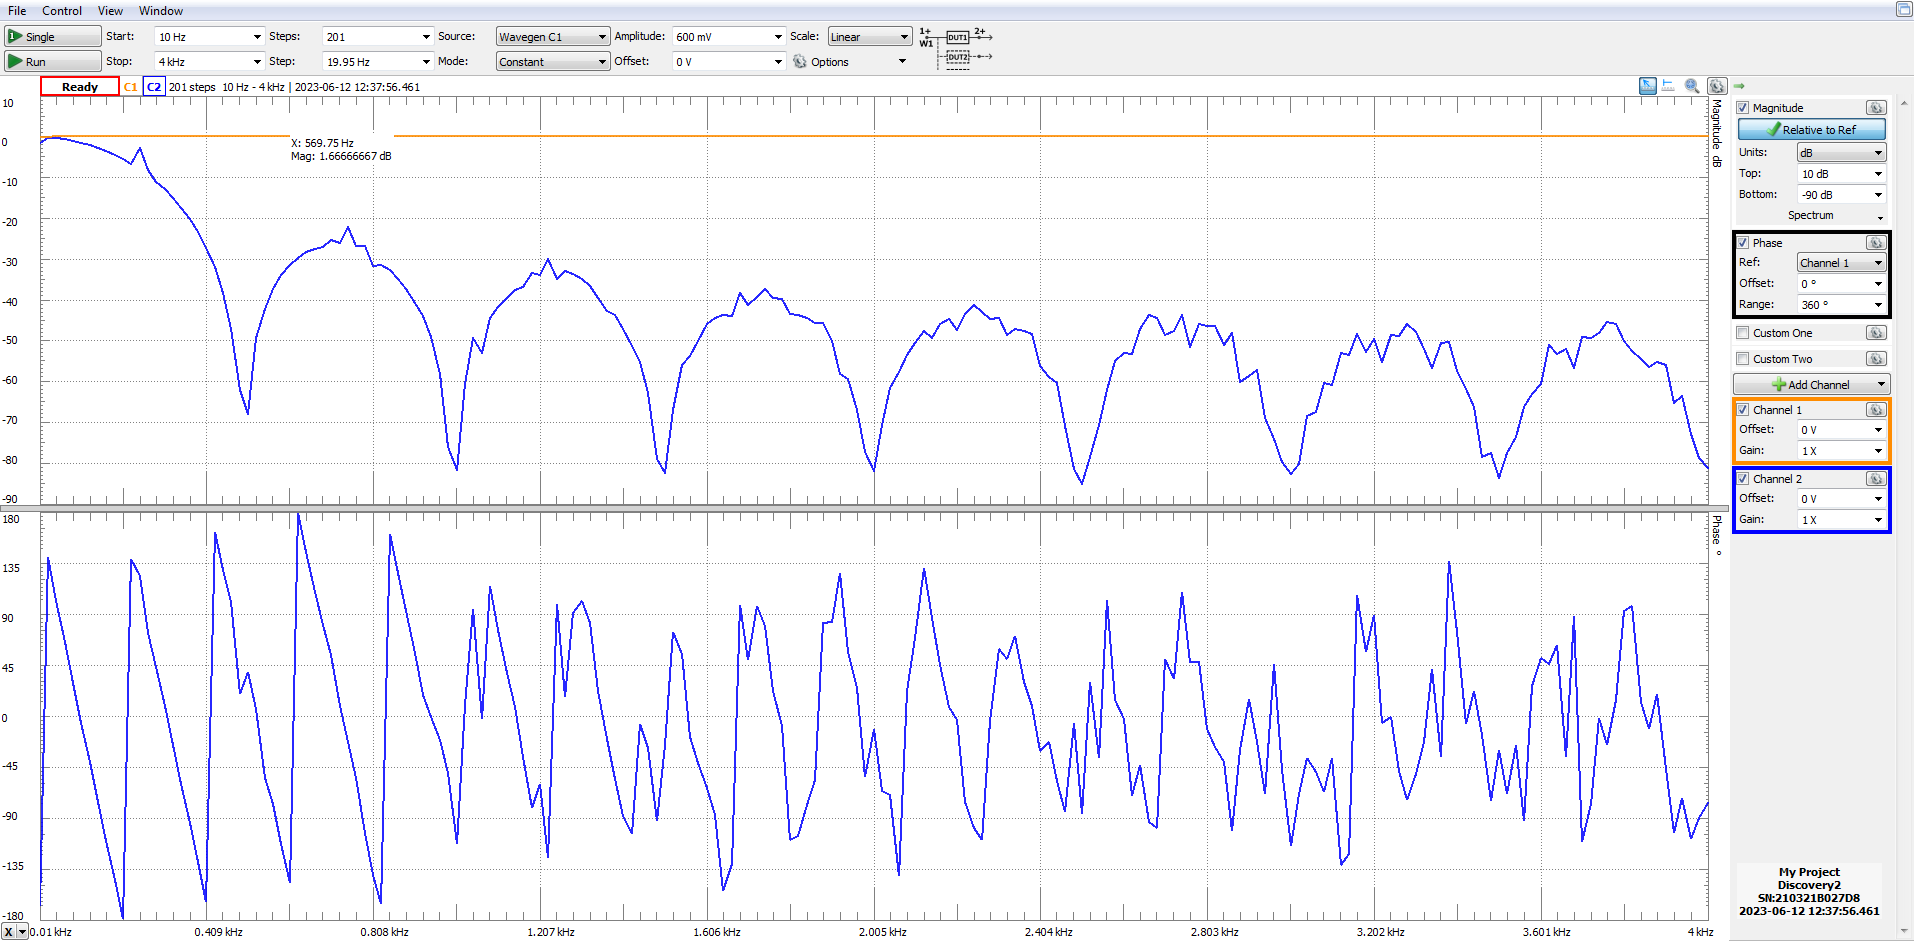 File Control View Window
Single Start: 10 Hz Steps: 201 Source: Wavegen C1 Amplitude: 600 mV Scale: Linear 1+ W1 DUT1 2+
Run Stop: 4 kHz Step: 19.95 Hz Mode: Constant Offset: 0 V Options DUT2
Ready C1 C2 201 steps 10 Hz - 4 kHz | 2023-06-12 12:37:56.461
10
0
-10
-20
-30
-40
-50
-60
-70
-80
-90
X: 569.75 Hz
Mag: 1.66666667 dB
Magnitude dB
180
135
90
45
0
-45
-90
-135
-180
Phase °
X 0.01 kHz 0.409 kHz 0.808 kHz 1.207 kHz 1.606 kHz 2.005 kHz 2.404 kHz 2.803 kHz 3.202 kHz 3.601 kHz 4 kHz
Magnitude
Relative to Ref
Units: dB
Top: 10 dB
Bottom: -90 dB
Spectrum
Phase
Ref: Channel 1
Offset: 0 °
Range: 360 °
Custom One
Custom Two
Add Channel
Channel 1
Offset: 0 V
Gain: 1 X
Channel 2
Offset: 0 V
Gain: 1 X
My Project
Discovery2
SN:210321B027D8
2023-06-12 12:37:56.461